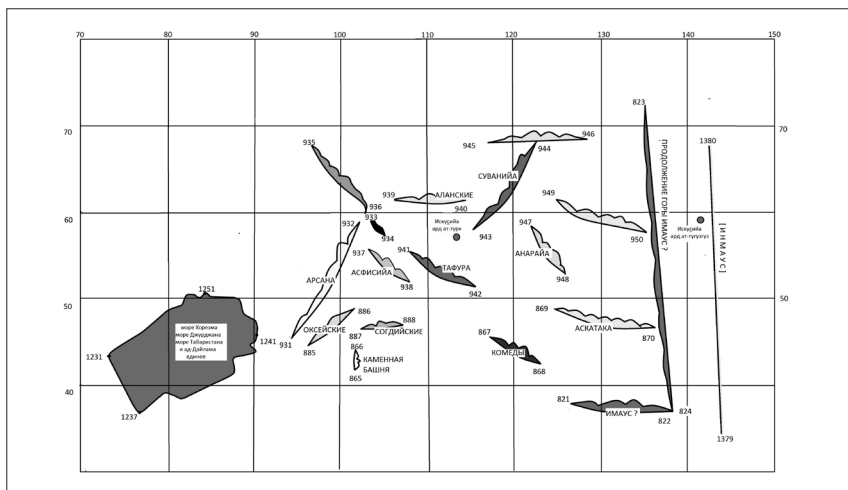 70 80 90 100 110 120 130 140 150
823
935 945 946 1380
70 944 70
939 АЛАНСКИЕ СУВАНИЙА 949
936 940
60 933
932 Искуӣӣа
ард ат-турк 947 Искуӣӣа
ард ат-тугузгуз
934 943 950
937 941 АНАРАЙА
АСФИСИЙА ТАФУРА 948
АРСАНА 938 942
ПРОДОЛЖЕНИЕ ГОРЫ ИМАУС ?
[ИНМАУС]
1251
50 886 869 50
море Хорезма
море Джурджана
море Табаристана
и ад-Дайлама
единое
1241 ОКСЕЙСКИЕ СОГДИЙСКИЕ 888 867 АСКАТАКА
931 885 887 870
1231 866 КОМЕДЫ
КАМЕННАЯ
БАШНЯ 868
40 865 821
1237 ИМАУС ? 824
822
1379